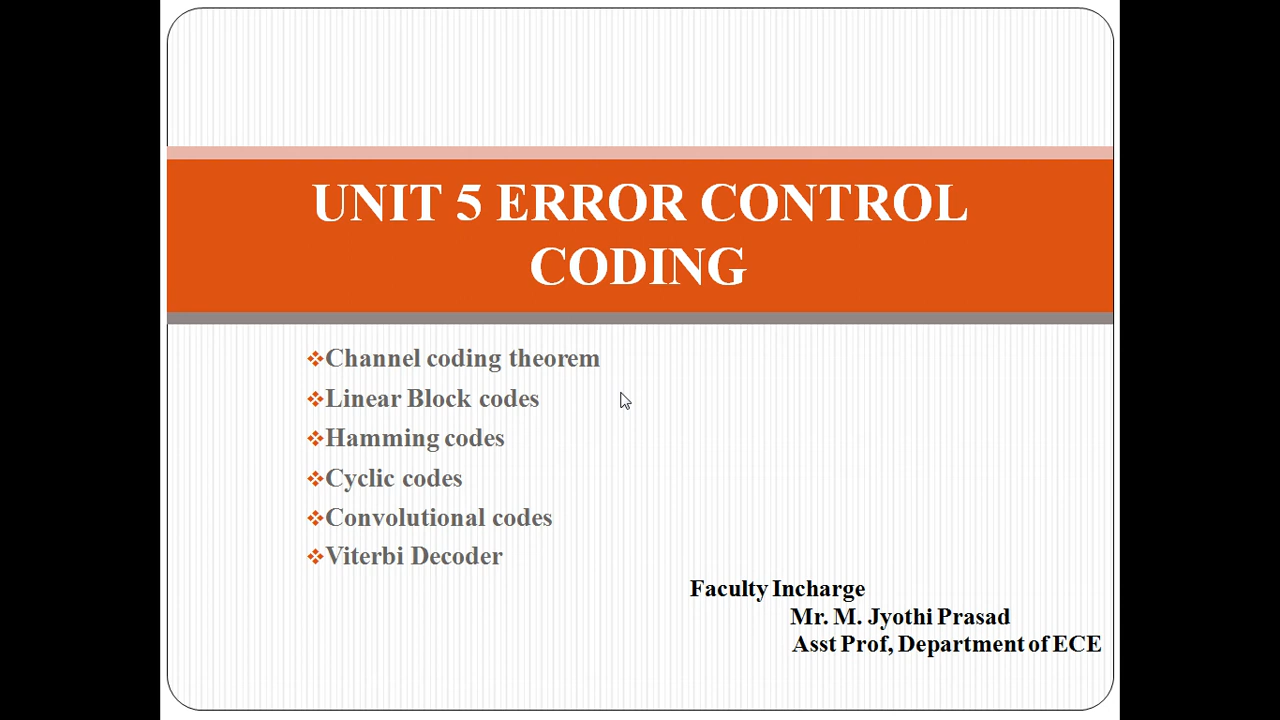 UNIT 5 ERROR CONTROL
CODING
Channel coding theorem
Linear Block codes
Hamming codes
Cyclic codes
Convolutional codes
Viterbi Decoder
Faculty Incharge
Mr. M. Jyothi Prasad
Asst Prof, Department of ECE